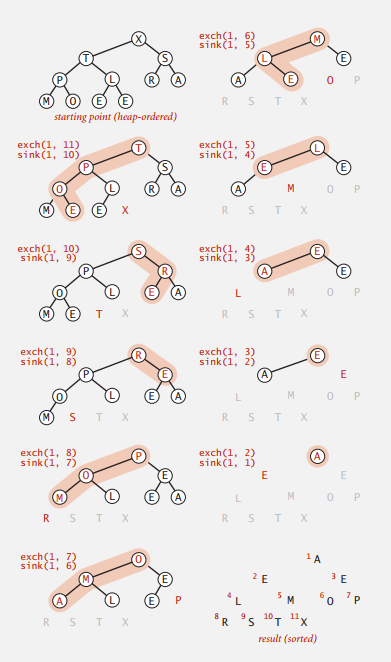 X
T S
P L R A
M O E E
starting point (heap-ordered)
exch(1, 11)
sink(1, 10)
T
P S
O L R A
M E E X
exch(1, 10)
sink(1, 9)
S
P R
O L E A
M E T X
exch(1, 9)
sink(1, 8)
R
P E
O L E A
M S T X
exch(1, 8)
sink(1, 7)
P
O E
M L E A
R S T X
exch(1, 7)
sink(1, 6)
O
M E
A L E P
R S T X
exch(1, 6)
sink(1, 5)
M
L E
A E O P
R S T X
exch(1, 5)
sink(1, 4)
L
E E
A M O P
R S T X
exch(1, 4)
sink(1, 3)
E
A E
L M O P
R S T X
exch(1, 3)
sink(1, 2)
E
A E
L M O P
R S T X
exch(1, 2)
sink(1, 1)
A
E E
L M O P
R S T X
1 A
2 E 3 E
4 L 5 M 6 O 7 P
8 R 9 S 10 T 11 X
result (sorted)